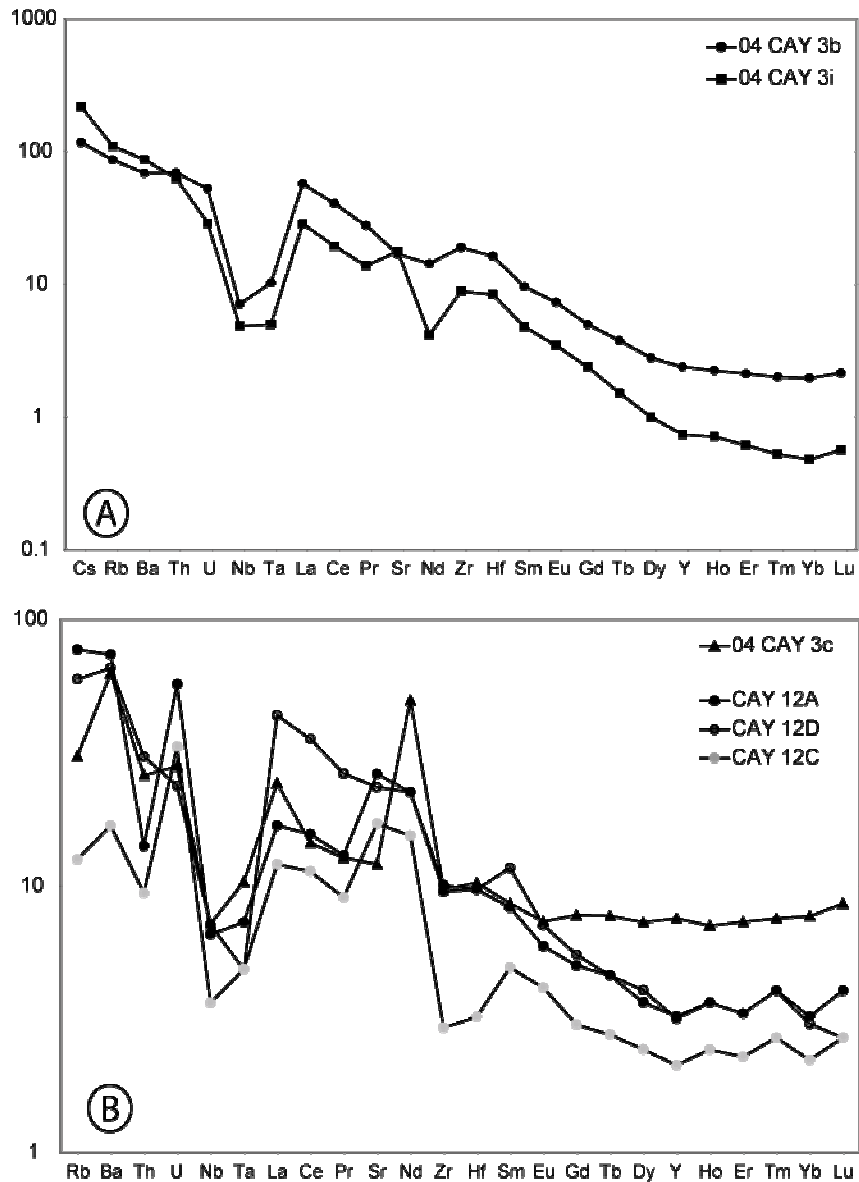 1000
100
10
1
0.1
04 CAY 3b
04 CAY 3i
A
Cs Rb Ba Th U Nb Ta La Ce Pr Sr Nd Zr Hf Sm Eu Gd Tb Dy Y Ho Er Tm Yb Lu
100
10
1
04 CAY 3c
CAY 12A
CAY 12D
CAY 12C
B
Rb Ba Th U Nb Ta La Ce Pr Sr Nd Zr Hf Sm Eu Gd Tb Dy Y Ho Er Tm Yb Lu